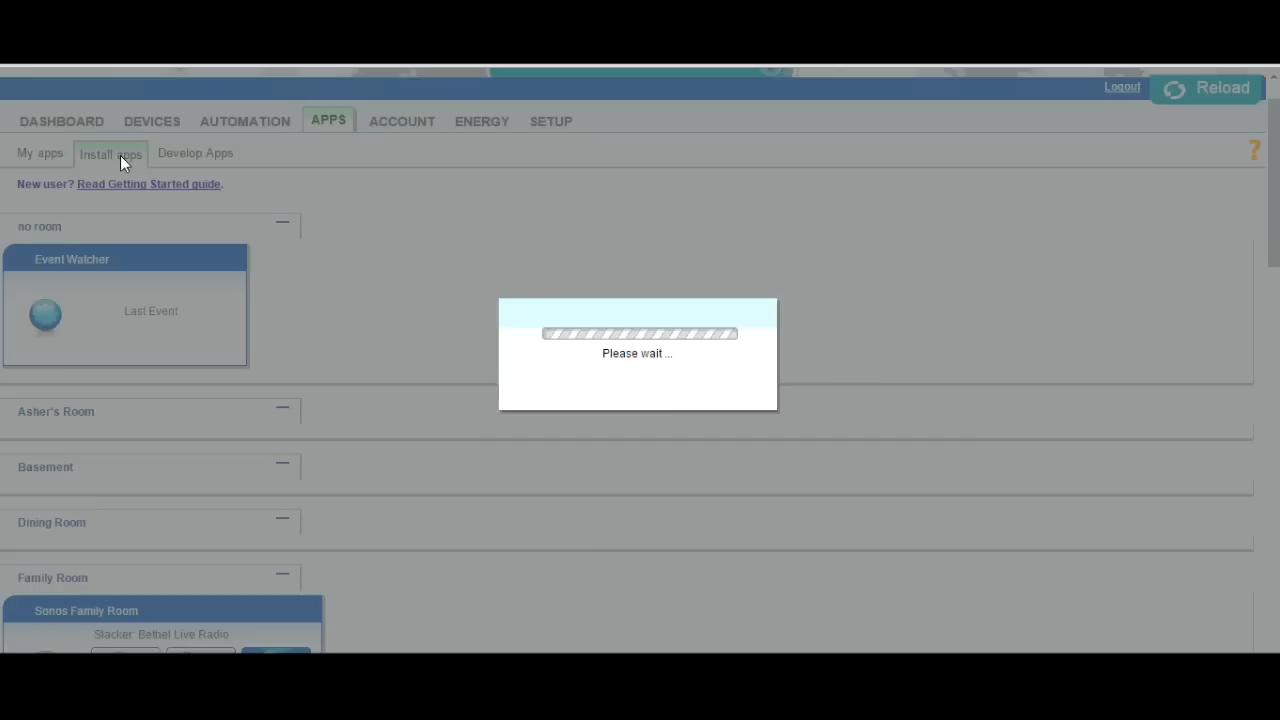 Logout
Reload
DASHBOARD DEVICES AUTOMATION APPS ACCOUNT ENERGY SETUP
My apps Install apps Develop Apps
?
New user? Read Getting Started guide.
no room
Event Watcher
Last Event
Please wait ...
Asher's Room
Basement
Dining Room
Family Room
Sonos Family Room
Slacker: Bethel Live Radio